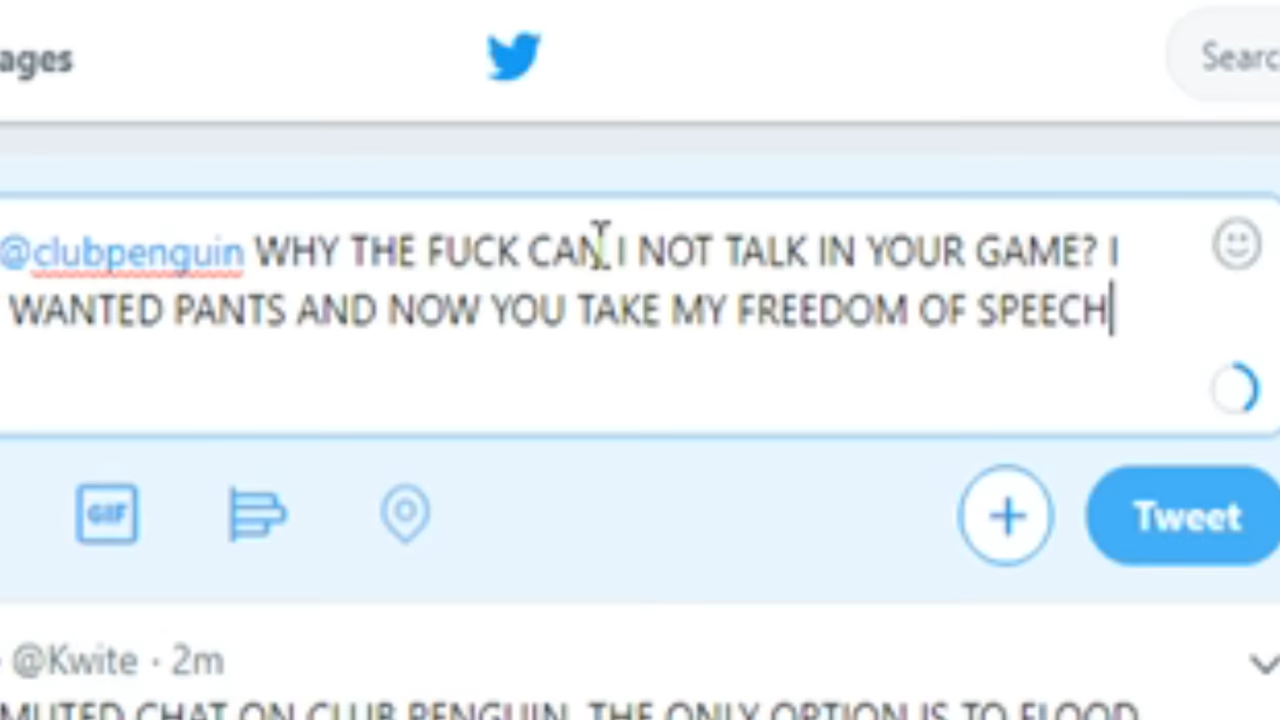 ages
Searc
@clubpenguin WHY THE FUCK CAN I NOT TALK IN YOUR GAME? I
WANTED PANTS AND NOW YOU TAKE MY FREEDOM OF SPEECH
GIF
Tweet
@Kwite · 2m
MUTED CHAT ON CLUB PENGUIN. THE ONLY OPTION IS TO FLOOD